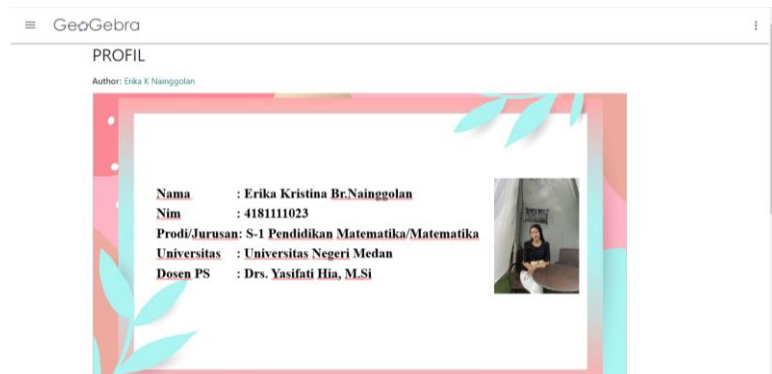 GeoGebra
PROFIL
Author: Erika K Nainggolan
Nama : Erika Kristina Br.Nainggolan
Nim : 4181111023
Prodi/Jurusan: S-1 Pendidikan Matematika/Matematika
Universitas : Universitas Negeri Medan
Dosen PS : Drs. Yasifati Hia, M.Si